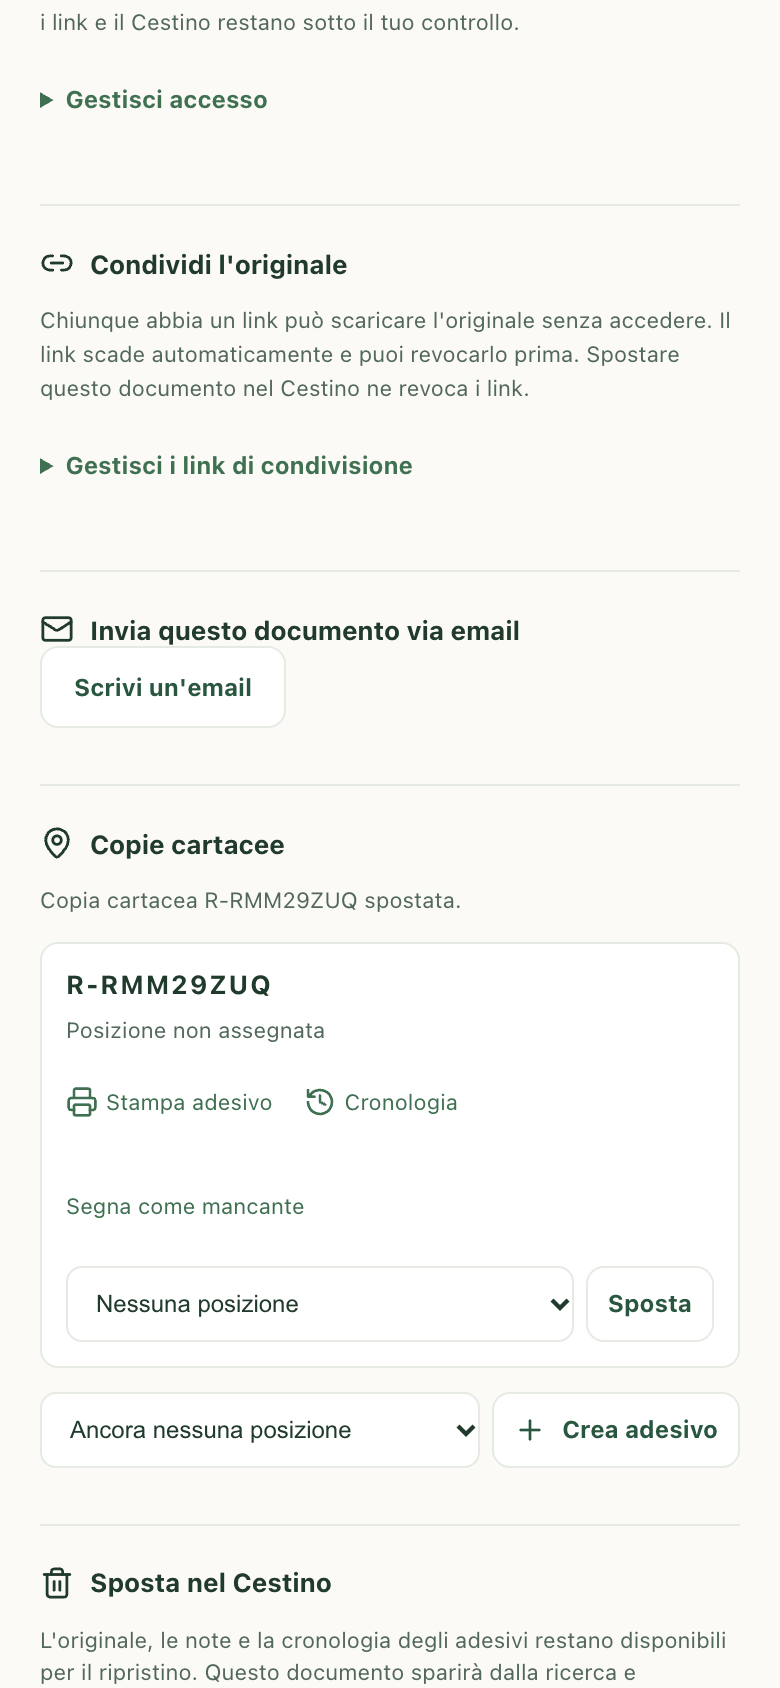 i link e il Cestino restano sotto il tuo controllo.
Gestisci accesso
Condividi l'originale
Chiunque abbia un link può scaricare l'originale senza accedere. Il
link scade automaticamente e puoi revocarlo prima. Spostare
questo documento nel Cestino ne revoca i link.
Gestisci i link di condivisione
Invia questo documento via email
Scrivi un'email
Copie cartacee
Copia cartacea R-RMM29ZUQ spostata.
R-RMM29ZUQ
Posizione non assegnata
Stampa adesivo Cronologia
Segna come mancante
Nessuna posizione Sposta
Ancora nessuna posizione Crea adesivo
Sposta nel Cestino
L'originale, le note e la cronologia degli adesivi restano disponibili
per il ripristino. Questo documento sparirà dalla ricerca e